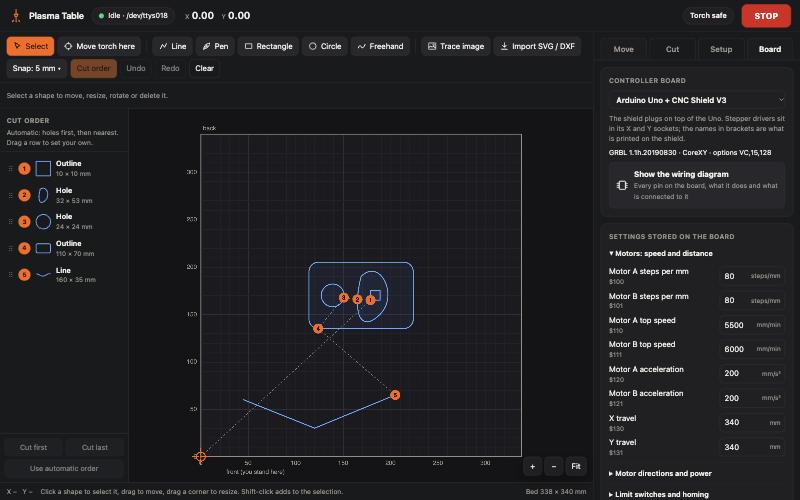 Plasma Table
Idle · /dev/ttys018
X 0.00 Y 0.00
Torch safe
STOP
Select
Move torch here
Line
Pen
Rectangle
Circle
Freehand
Trace image
Import SVG / DXF
Snap: 5 mm
Cut order
Undo
Redo
Clear
Select a shape to move, resize, rotate or delete it.
CUT ORDER
Automatic: holes first, then nearest.
Drag a row to set your own.
1
Outline
10 × 10 mm
2
Hole
32 × 53 mm
3
Hole
24 × 24 mm
4
Outline
110 × 70 mm
5
Line
160 × 35 mm
Cut first
Cut last
Use automatic order
back
300
250
200
150
100
50
3
2
1
4
5
50
100
150
200
250
300
front (you stand here)
+
−
Fit
X – Y –
Click a shape to select it, drag to move, drag a corner to resize. Shift-click adds to the selection.
Bed 338 × 340 mm
Move
Cut
Setup
Board
CONTROLLER BOARD
Arduino Uno + CNC Shield V3
The shield plugs on top of the Uno. Stepper drivers sit
in its X and Y sockets; the names in brackets are what
is printed on the shield.
GRBL 1.1h.20190830 · CoreXY · options VC,15,128
Show the wiring diagram
Every pin on the board, what it does and what
is connected to it
SETTINGS STORED ON THE BOARD
Motors: speed and distance
Motor A steps per mm
$100
80 steps/mm
Motor B steps per mm
$101
80 steps/mm
Motor A top speed
$110
5500 mm/min
Motor B top speed
$111
6000 mm/min
Motor A acceleration
$120
200 mm/s²
Motor B acceleration
$121
200 mm/s²
X travel
$130
340 mm
Y travel
$131
340 mm
Motor directions and power
Limit switches and homing